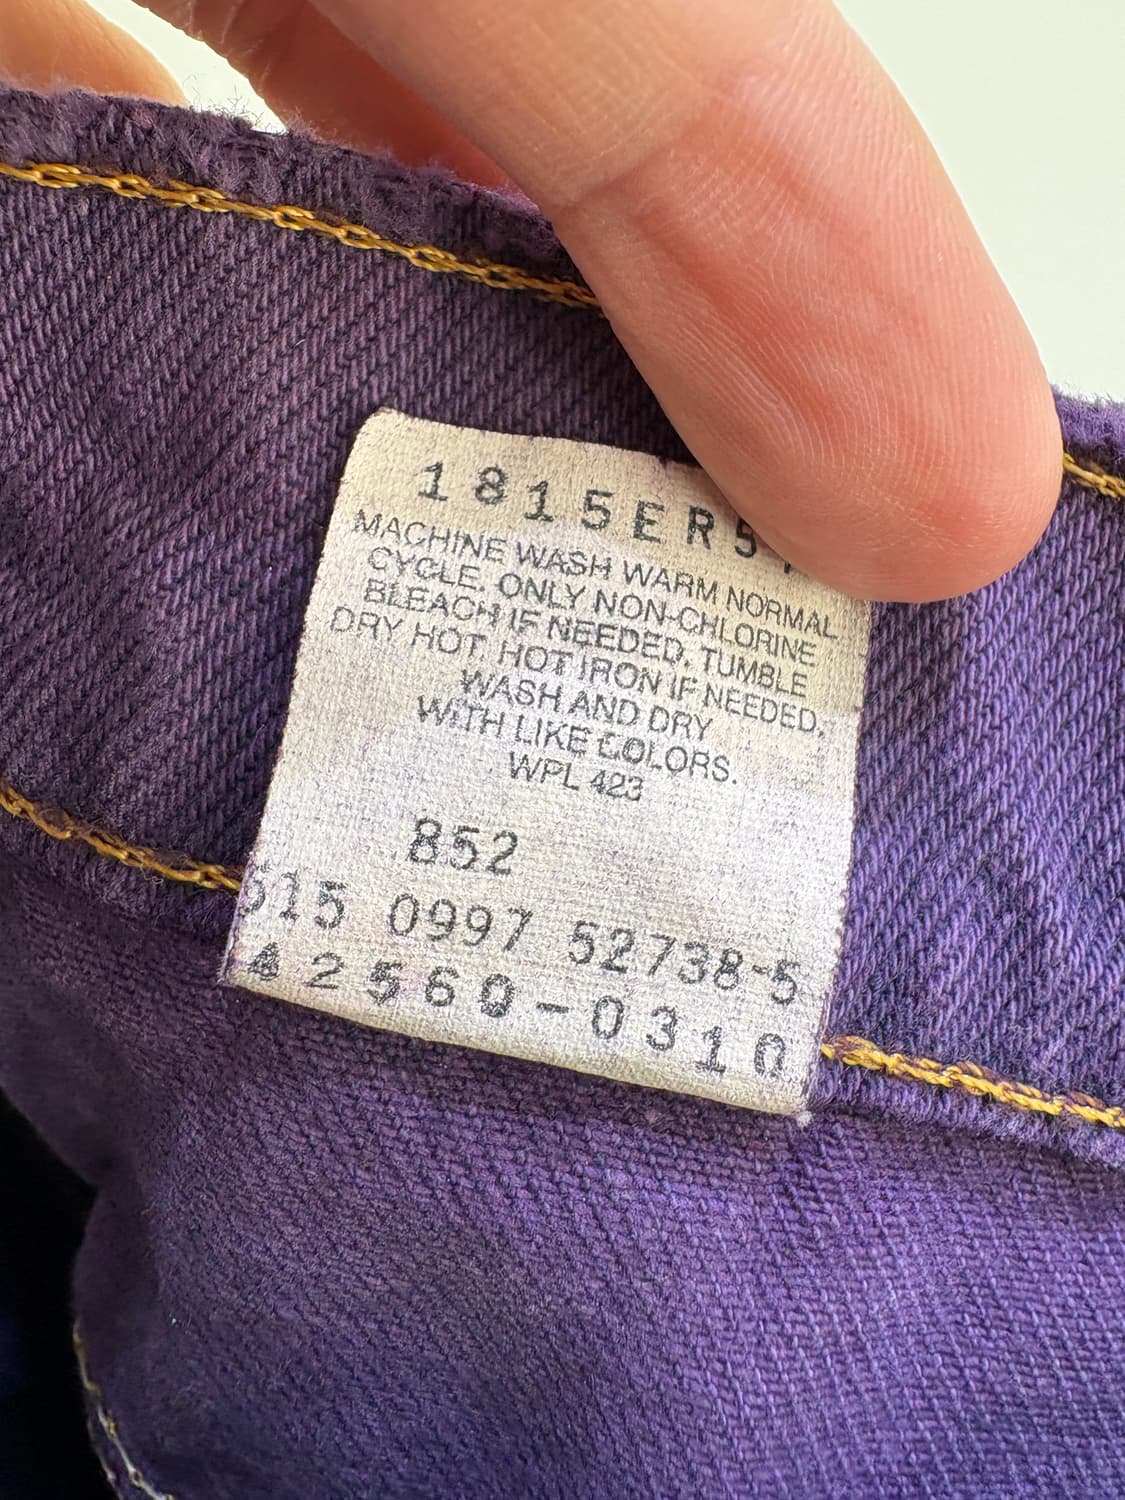 1815ER5
MACHINE WASH WARM NORMAL
CYCLE. ONLY NON-CHLORINE
BLEACH IF NEEDED. TUMBLE
DRY HOT. HOT IRON IF NEEDED.
WASH AND DRY
WITH LIKE COLORS.
WPL 423
852
515 0997 52738-5
42560-0310